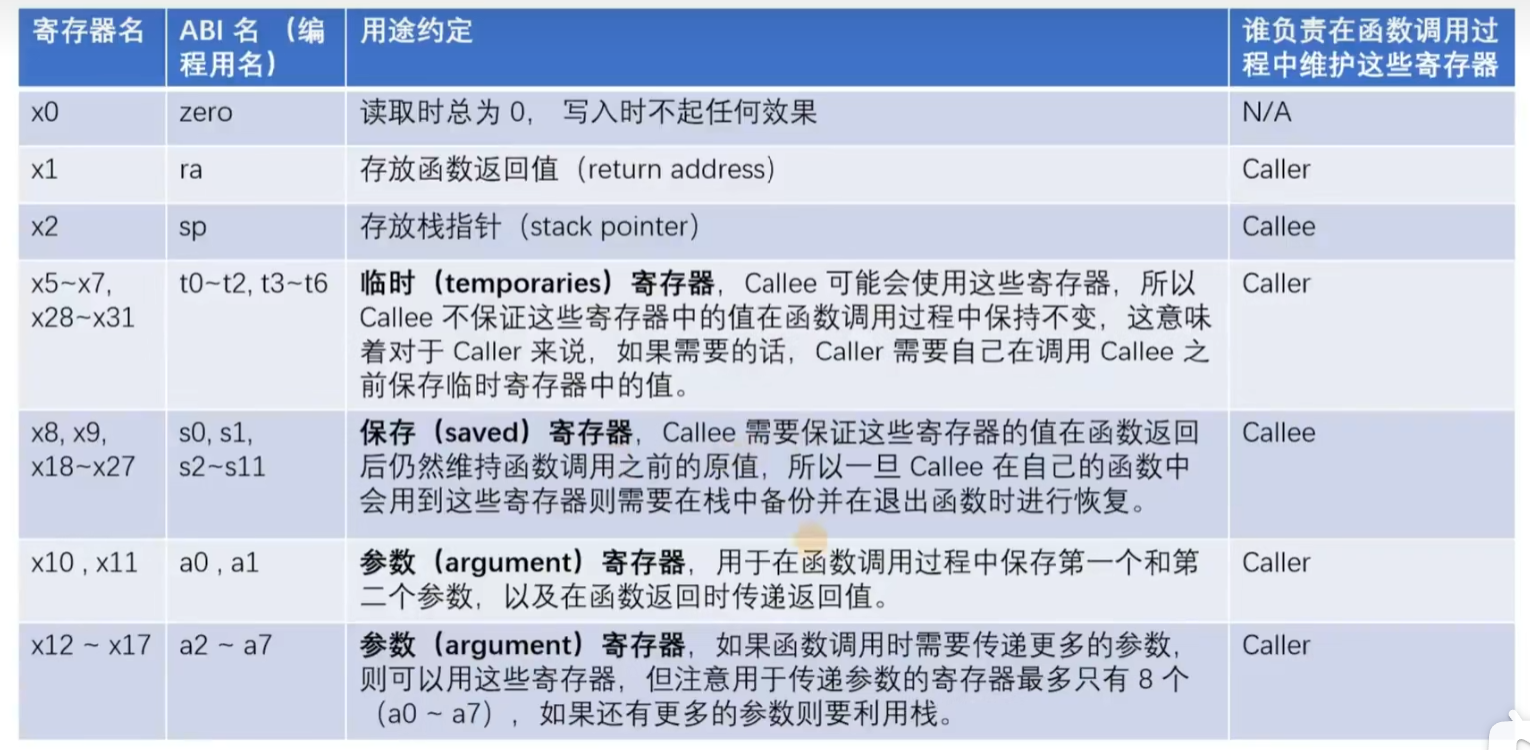 寄存器名
ABI 名 （编
程用名）
用途约定
谁负责在函数调用过
程中维护这些寄存器
x0
zero
读取时总为 0， 写入时不起任何效果
N/A
x1
ra
存放函数返回值（return address）
Caller
x2
sp
存放栈指针（stack pointer）
Callee
x5~x7,
x28~x31
t0~t2, t3~t6
临时（temporaries）寄存器，Callee 可能会使用这些寄存器，所以
Callee 不保证这些寄存器中的值在函数调用过程中保持不变，这意味
着对于 Caller 来说，如果需要的话，Caller 需要自己在调用 Callee 之
前保存临时寄存器中的值。
Caller
x8, x9,
x18~x27
s0, s1,
s2~s11
保存（saved）寄存器，Callee 需要保证这些寄存器的值在函数返回
后仍然维持函数调用之前的原值，所以一旦 Callee 在自己的函数中
会用到这些寄存器则需要在栈中备份并在退出函数时进行恢复。
Callee
x10 , x11
a0 , a1
参数（argument）寄存器，用于在函数调用过程中保存第一个和第
二个参数，以及在函数返回时传递返回值。
Caller
x12 ~ x17
a2 ~ a7
参数（argument）寄存器，如果函数调用时需要传递更多的参数，
则可以用这些寄存器，但注意用于传递参数的寄存器最多只有 8 个
（a0 ~ a7），如果还有更多的参数则要利用栈。
Caller